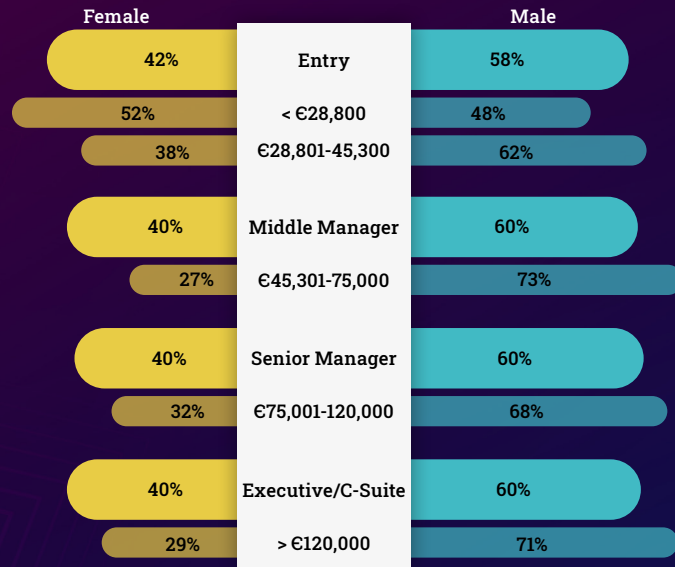 Female Male
42% Entry 58%
52% < €28,800 48%
38% €28,801-45,300 62%
40% Middle Manager 60%
27% €45,301-75,000 73%
40% Senior Manager 60%
32% €75,001-120,000 68%
40% Executive/C-Suite 60%
29% > €120,000 71%